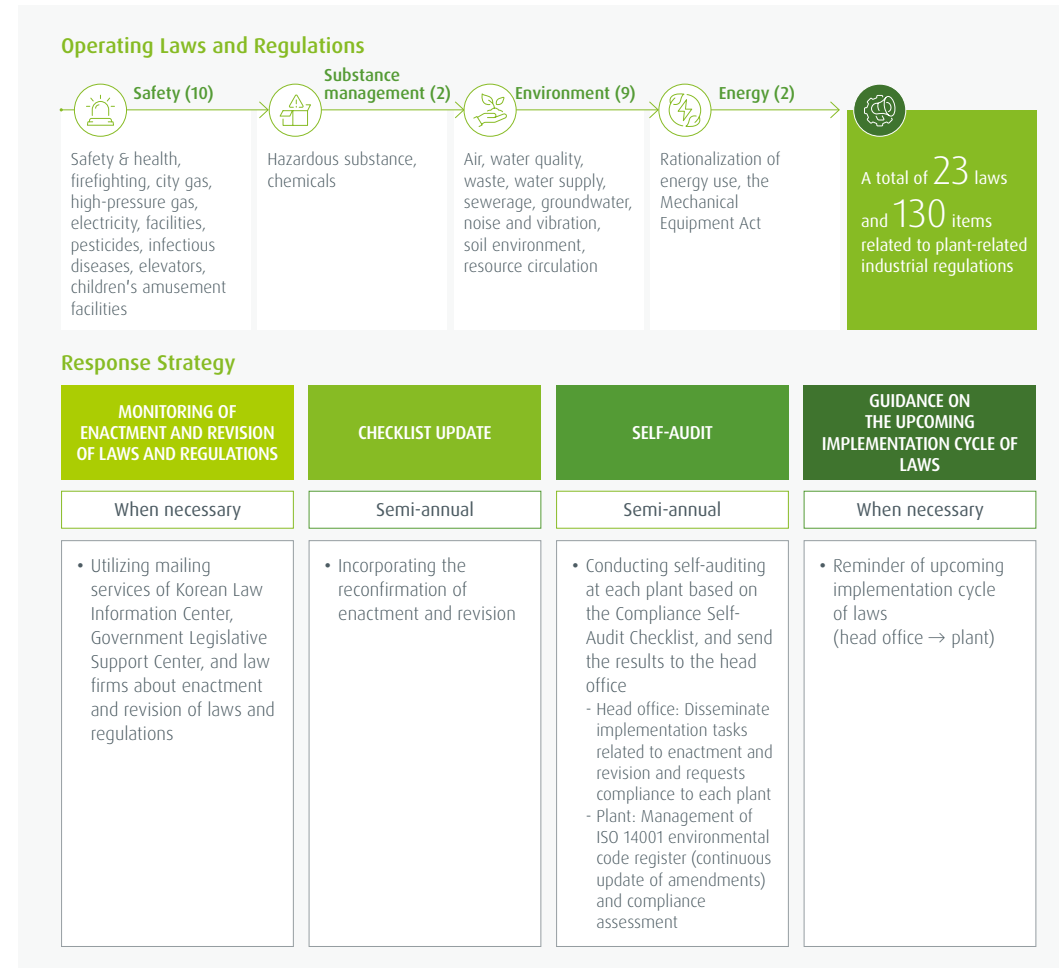 Operating Laws and Regulations
Safety (10)
Safety & health,
firefighting, city gas,
high-pressure gas,
electricity, facilities,
pesticides, infectious
diseases, elevators,
children's amusement
facilities
Substance
management (2)
Hazardous substance,
chemicals
Environment (9)
Air, water quality,
waste, water supply,
sewerage, groundwater,
noise and vibration,
soil environment,
resource circulation
Energy (2)
Rationalization of
energy use, the
Mechanical
Equipment Act
A total of 23 laws
and 130 items
related to plant-related
industrial regulations
Response Strategy
MONITORING OF
ENACTMENT AND REVISION
OF LAWS AND REGULATIONS
When necessary
• Utilizing mailing
services of Korean Law
Information Center,
Government Legislative
Support Center, and law
firms about enactment
and revision of laws and
regulations
CHECKLIST UPDATE
Semi-annual
• Incorporating the
reconfirmation of
enactment and revision
SELF-AUDIT
Semi-annual
• Conducting self-auditing
at each plant based on
the Compliance Self-
Audit Checklist, and send
the results to the head
office
- Head office: Disseminate
implementation tasks
related to enactment and
revision and requests
compliance to each plant
- Plant: Management of
ISO 14001 environmental
code register (continuous
update of amendments)
and compliance
assessment
GUIDANCE ON
THE UPCOMING
IMPLEMENTATION CYCLE OF
LAWS
When necessary
• Reminder of upcoming
implementation cycle
of laws
(head office → plant)